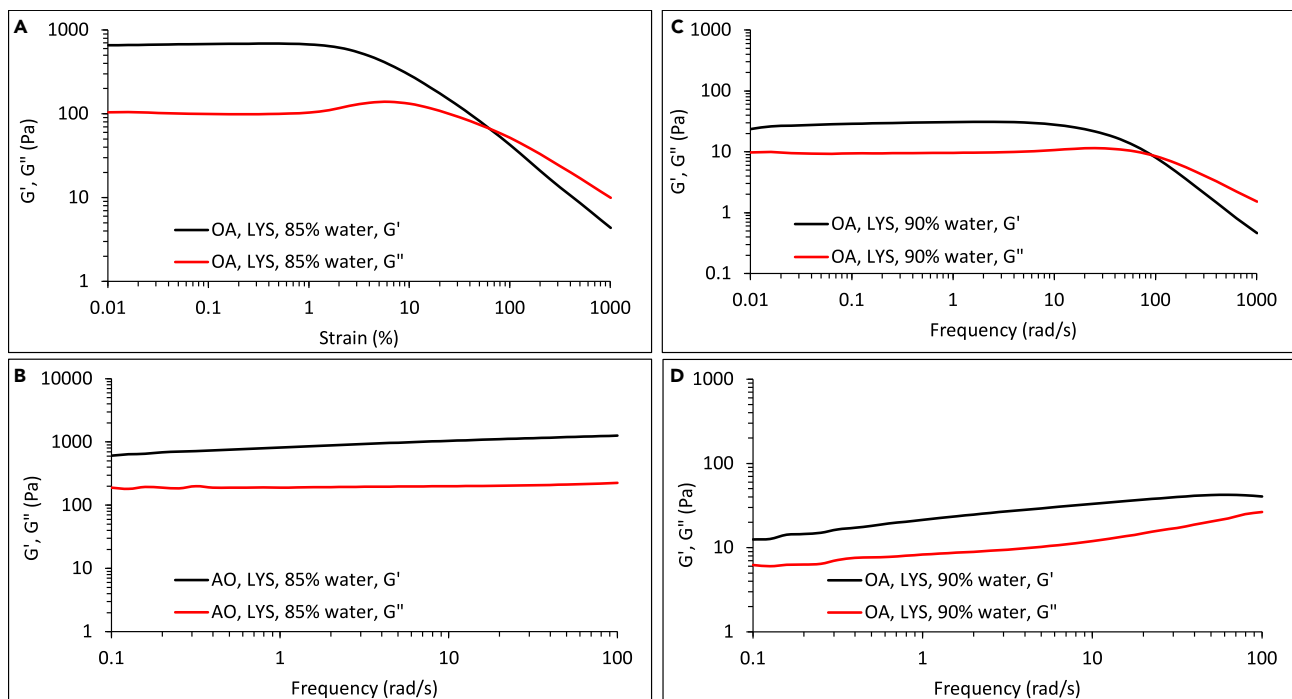 A
1000
100
10
1
G', G" (Pa)
OA, LYS, 85% water, G'
OA, LYS, 85% water, G"
0.01 0.1 1 10 100 1000
Strain (%)
C
1000
100
10
1
0.1
G', G" (Pa)
OA, LYS, 90% water, G'
OA, LYS, 90% water, G"
0.01 0.1 1 10 100 1000
Frequency (rad/s)
B
10000
1000
100
10
1
G', G" (Pa)
AO, LYS, 85% water, G'
AO, LYS, 85% water, G"
0.1 1 10 100
Frequency (rad/s)
D
1000
100
10
1
G', G" (Pa)
OA, LYS, 90% water, G'
OA, LYS, 90% water, G"
0.1 1 10 100
Frequency (rad/s)